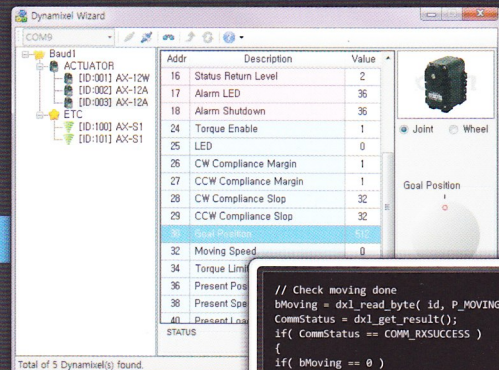 Dynamixel Wizard
COM9
Baud1
ACTUATOR
[ID:001] AX-12W
[ID:002] AX-12A
[ID:003] AX-12A
ETC
[ID:100] AX-S1
[ID:101] AX-S1
Addr Description Value
16 Status Return Level 2
17 Alarm LED 36
18 Alarm Shutdown 36
24 Torque Enable 1
25 LED 0
26 CW Compliance Margin 1
27 CCW Compliance Margin 1
28 CW Compliance Slop 32
29 CCW Compliance Slop 32
30 Goal Position 512
32 Moving Speed 0
34 Torque Limi
36 Present Pos
38 Present Spe
40 Present Loa
STATUS
Joint Wheel
Goal Position
Total of 5 Dynamixel(s) found.
// Check moving done
bMoving = dxl_read_byte( id, P_MOVING
CommStatus = dxl_get_result();
if( CommStatus == COMM_RXSUCCESS )
{
if( bMoving == 0 )